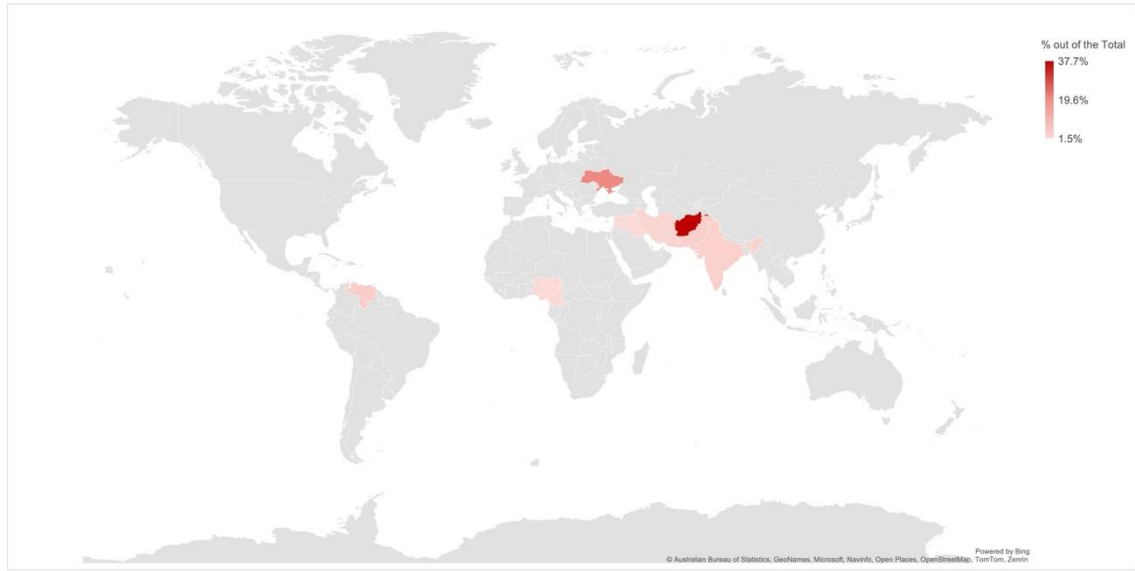 % out of the Total
37.7%
19.6%
1.5%
Powered by Bing
© Australian Bureau of Statistics, GeoNames, Microsoft, Navinfo, Open Places, OpenStreetMap, TomTom, Zenrin